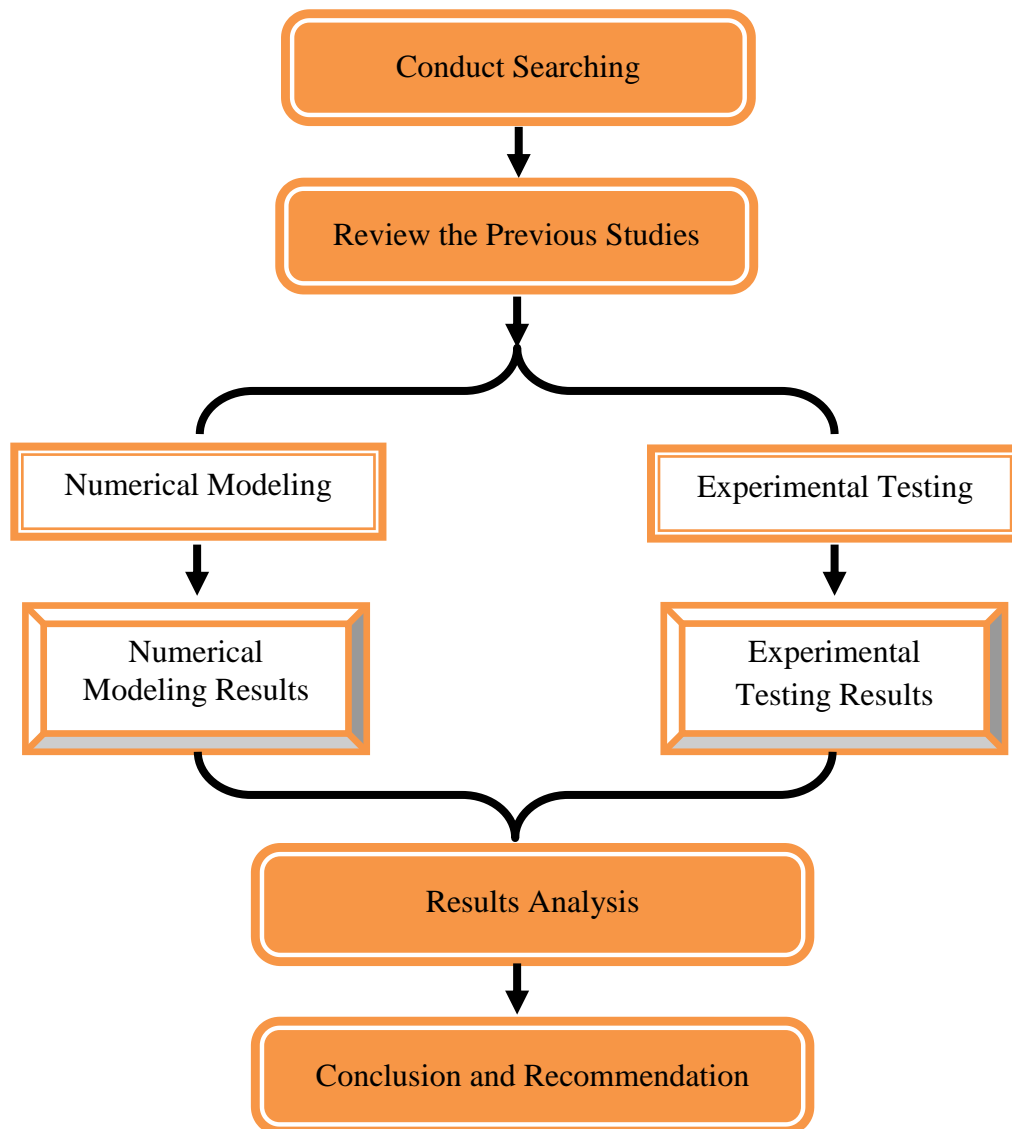 Conduct Searching
Review the Previous Studies
Numerical Modeling
Experimental Testing
Numerical
Modeling Results
Experimental
Testing Results
Results Analysis
Conclusion and Recommendation